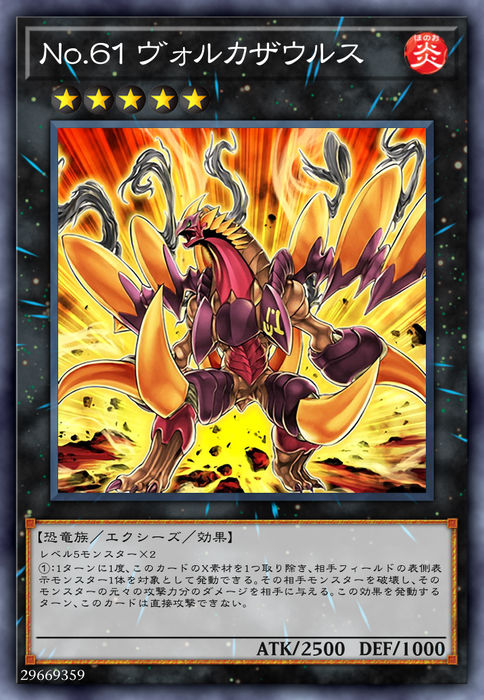 No.61 ヴォルカザウルス
ほのお
炎
61
【恐竜族／エクシーズ／効果】
レベル5モンスター×2
①：1ターンに1度、このカードのX素材を1つ取り除き、相手フィールドの表側表
示モンスター1体を対象として発動できる。その相手モンスターを破壊し、その
モンスターの元々の攻撃力分のダメージを相手に与える。この効果を発動する
ターン、このカードは直接攻撃できない。
ATK/2500 DEF/1000
29669359